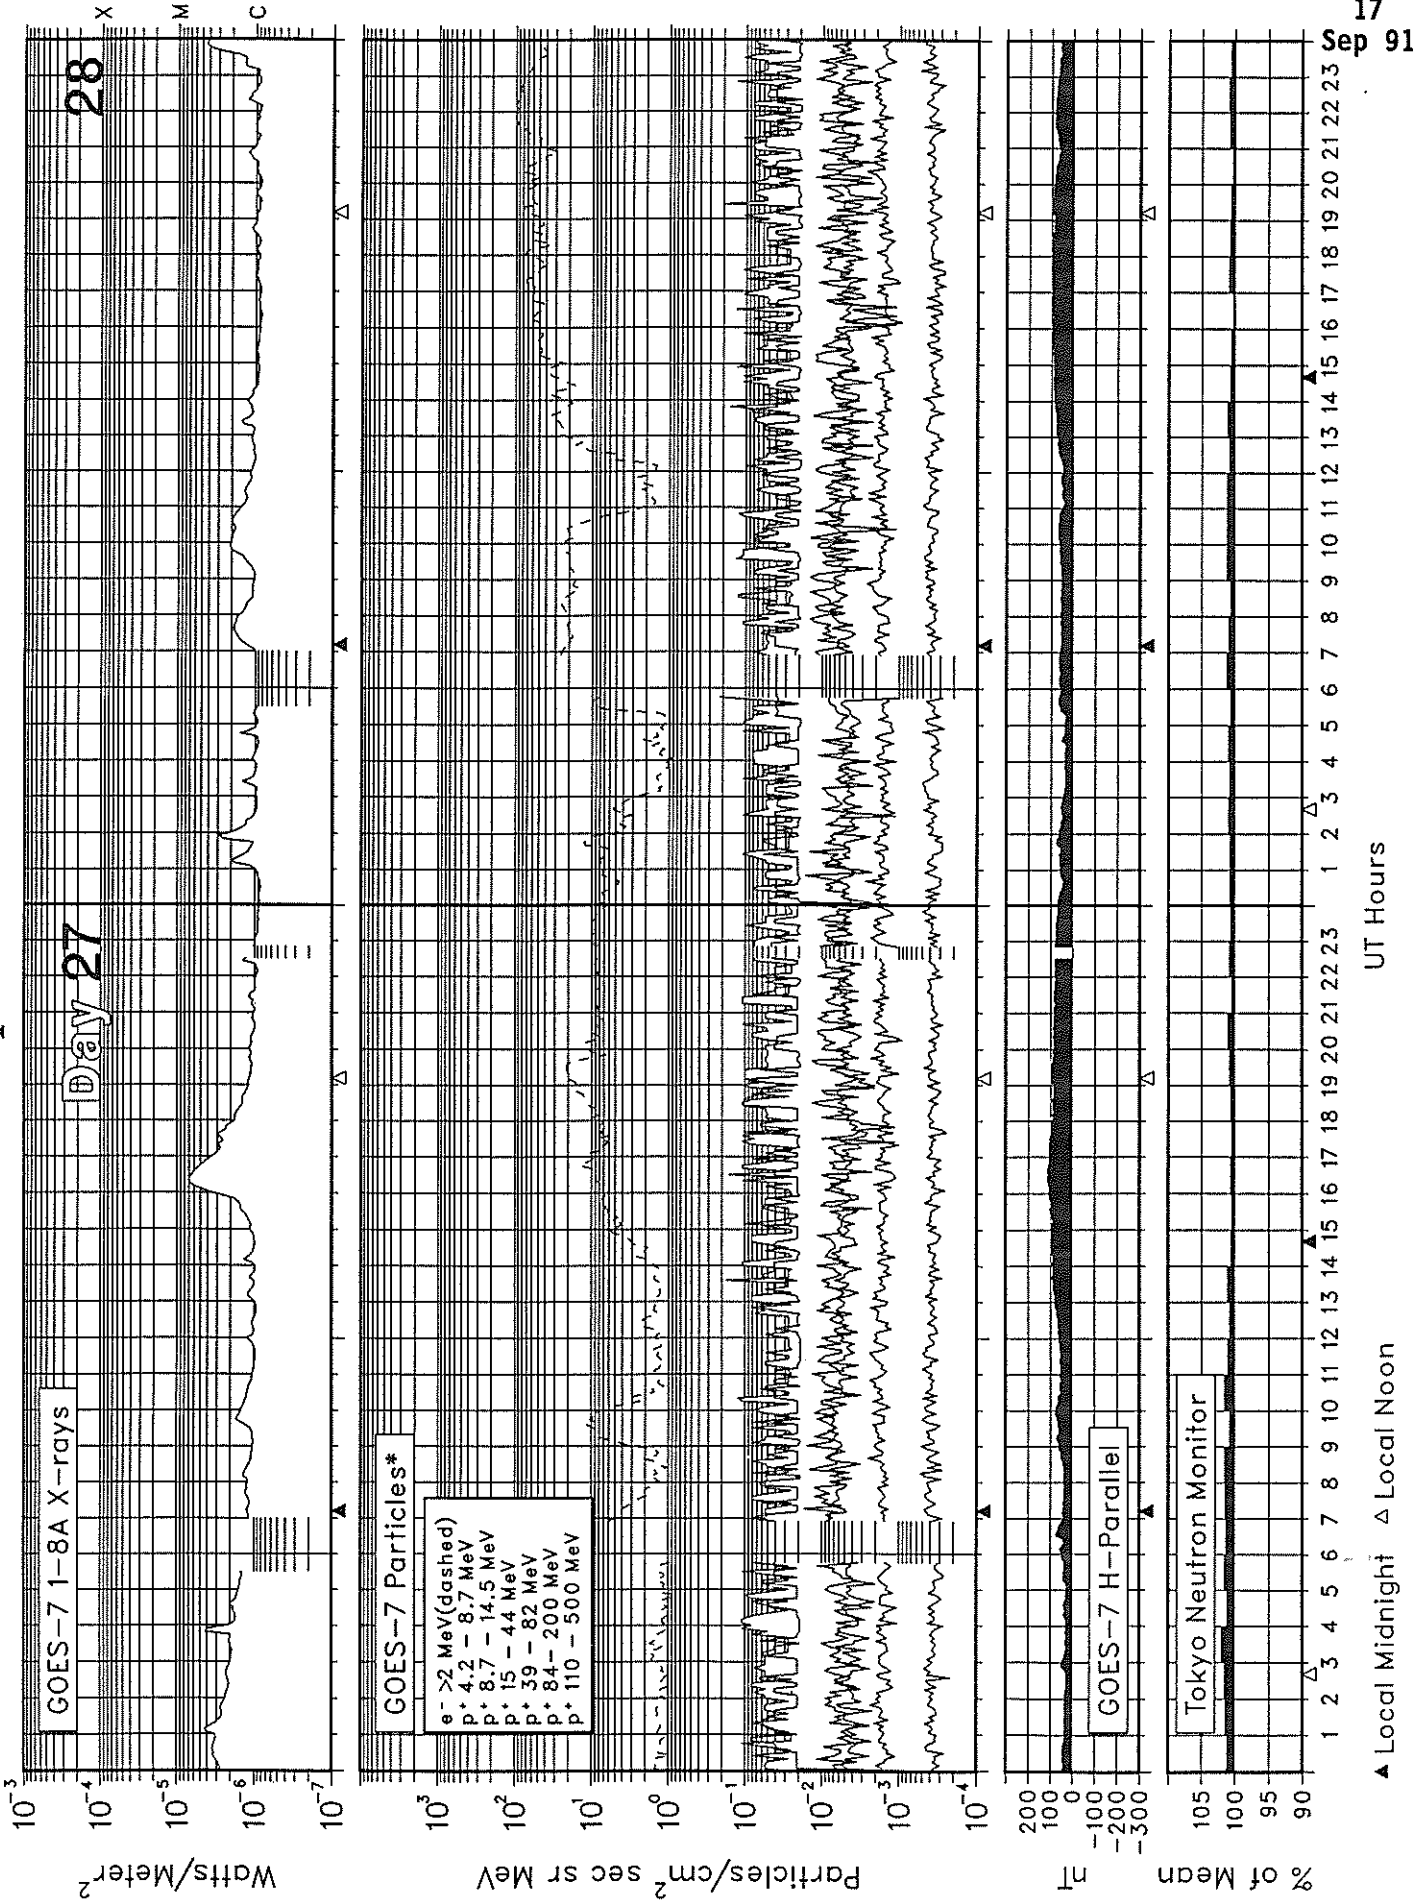 17
Sep 91
GOES-7 1-8A X-rays
Day 27
28
X
M
C
10⁻³
10⁻⁴
10⁻⁵
10⁻⁶
10⁻⁷
Watts/Meter²
GOES-7 Particles*
e⁻ >2 MeV(dashed)
p⁺ 4.2 - 8.7 MeV
p⁺ 8.7 - 14.5 MeV
p⁺ 15 - 44 MeV
p⁺ 39 - 82 MeV
p⁺ 84 - 200 MeV
p⁺ 110 - 500 MeV
10³
10²
10¹
10⁰
10⁻¹
10⁻²
10⁻³
10⁻⁴
Particles/cm² sec sr MeV
GOES-7 H-Parallel
200
100
0
-100
-200
-300
nT
Tokyo Neutron Monitor
105
100
95
90
% of Mean
1 2 3 4 5 6 7 8 9 10 11 12 13 14 15 16 17 18 19 20 21 22 23 1 2 3 4 5 6 7 8 9 10 11 12 13 14 15 16 17 18 19 20 21 22 23
▲ Local Midnight △ Local Noon
UT Hours